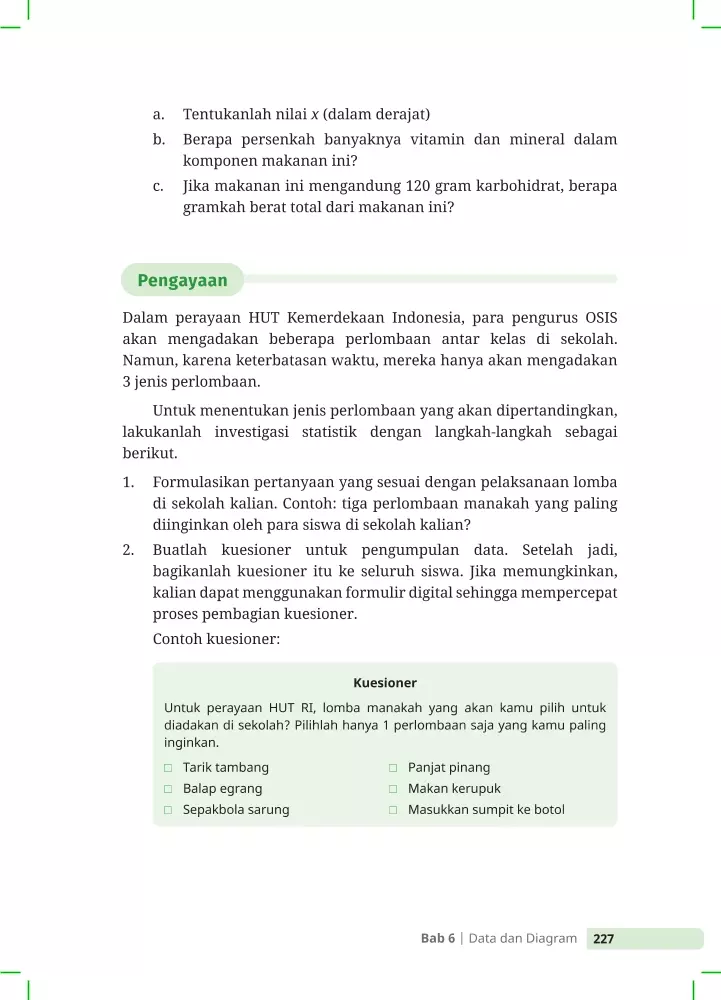 a. Tentukanlah nilai x (dalam derajat)
b. Berapa persenkah banyaknya vitamin dan mineral dalam
komponen makanan ini?
c. Jika makanan ini mengandung 120 gram karbohidrat, berapa
gramkah berat total dari makanan ini?
Pengayaan
Dalam perayaan HUT Kemerdekaan Indonesia, para pengurus OSIS
akan mengadakan beberapa perlombaan antar kelas di sekolah.
Namun, karena keterbatasan waktu, mereka hanya akan mengadakan
3 jenis perlombaan.
Untuk menentukan jenis perlombaan yang akan dipertandingkan,
lakukanlah investigasi statistik dengan langkah-langkah sebagai
berikut.
1. Formulasikan pertanyaan yang sesuai dengan pelaksanaan lomba
di sekolah kalian. Contoh: tiga perlombaan manakah yang paling
diinginkan oleh para siswa di sekolah kalian?
2. Buatlah kuesioner untuk pengumpulan data. Setelah jadi,
bagikanlah kuesioner itu ke seluruh siswa. Jika memungkinkan,
kalian dapat menggunakan formulir digital sehingga mempercepat
proses pembagian kuesioner.
Contoh kuesioner:
Kuesioner
Untuk perayaan HUT RI, lomba manakah yang akan kamu pilih untuk
diadakan di sekolah? Pilihlah hanya 1 perlombaan saja yang kamu paling
inginkan.
□ Tarik tambang
□ Balap egrang
□ Sepakbola sarung
□ Panjat pinang
□ Makan kerupuk
□ Masukkan sumpit ke botol
Bab 6 | Data dan Diagram 227